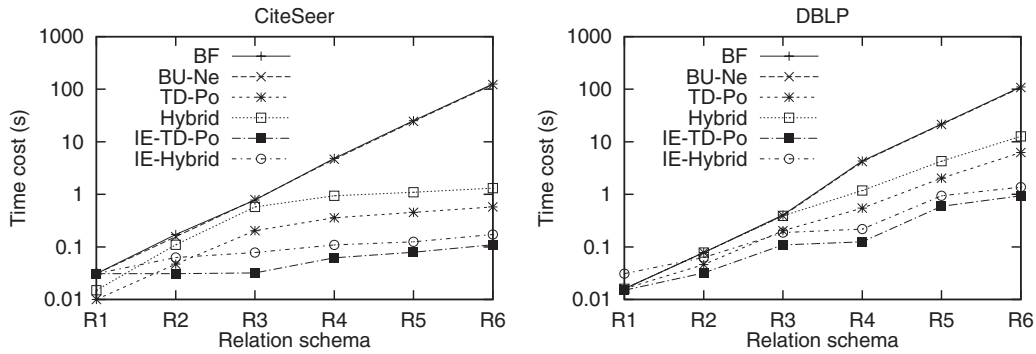 CiteSeer
1000
100
10
1
0.1
0.01
Time cost (s)
BF
BU-Ne
TD-Po
Hybrid
IE-TD-Po
IE-Hybrid
R1 R2 R3 R4 R5 R6
Relation schema
DBLP
1000
100
10
1
0.1
0.01
Time cost (s)
BF
BU-Ne
TD-Po
Hybrid
IE-TD-Po
IE-Hybrid
R1 R2 R3 R4 R5 R6
Relation schema